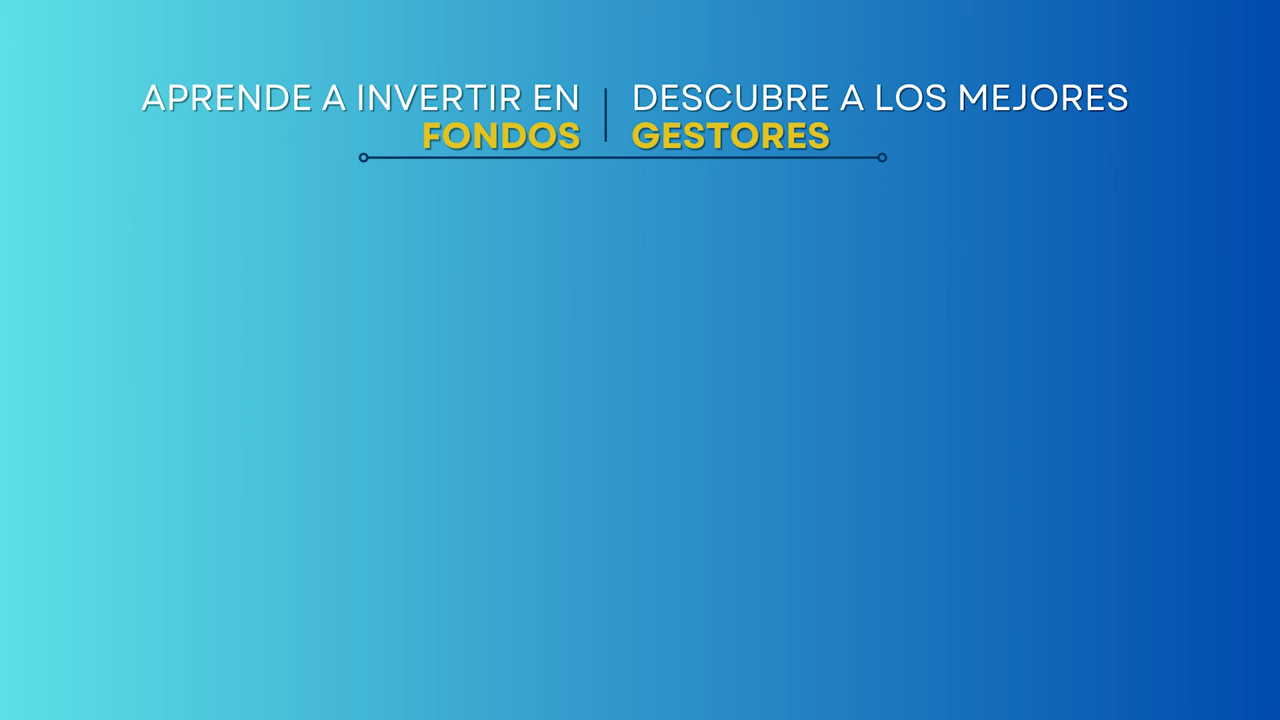 APRENDE A INVERTIR EN
FONDOS
DESCUBRE A LOS MEJORES
GESTORES